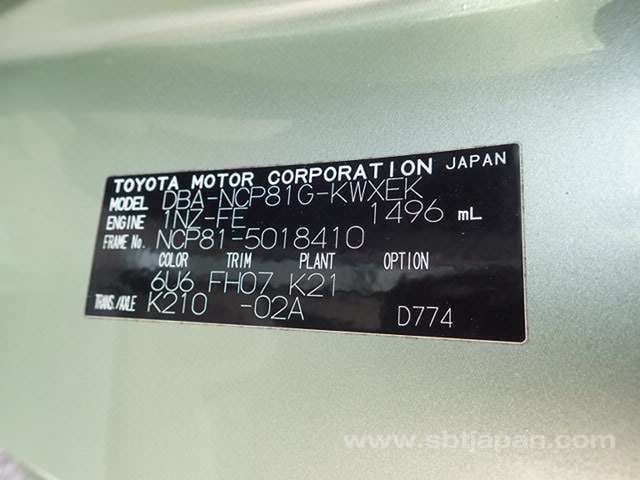 TOYOTA MOTOR CORPORATION JAPAN
MODEL DBA-NCP81G-KWXEK
ENGINE 1NZ-FE 1496 mL
FRAME No. NCP81-5018410
COLOR TRIM PLANT OPTION
6U6 FH07 K21
TRANS./AXLE K210 -02A D774
www.sbtjapan.com